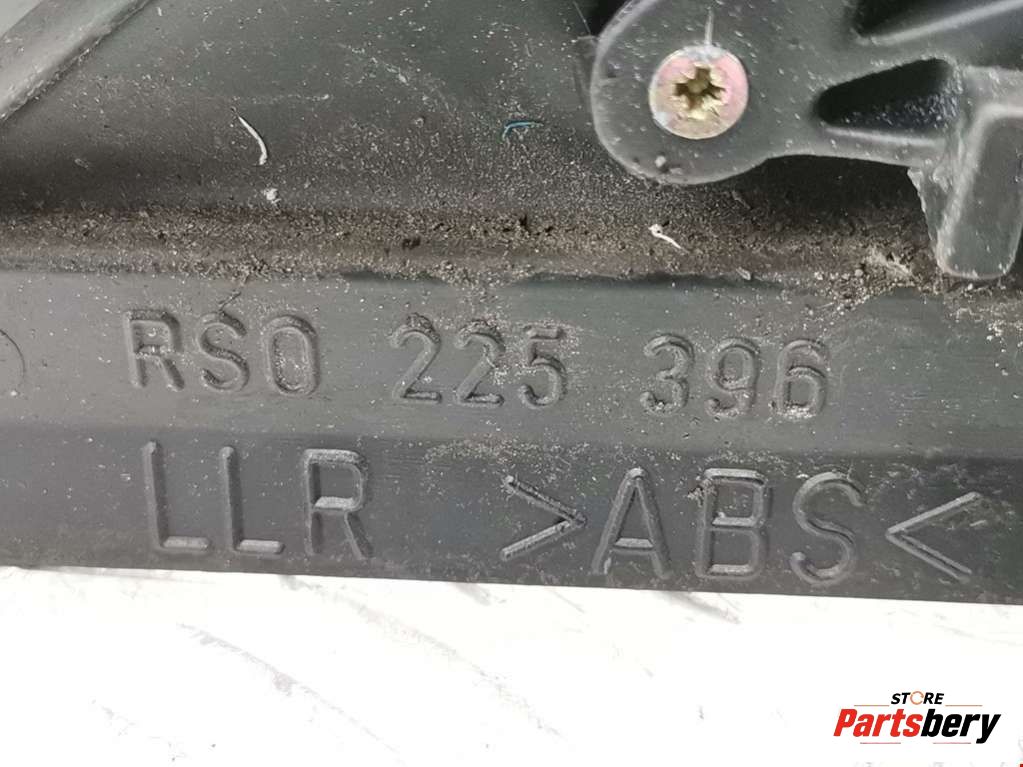 RS0 225 396
LLR >ABS<
STORE
Partsbery